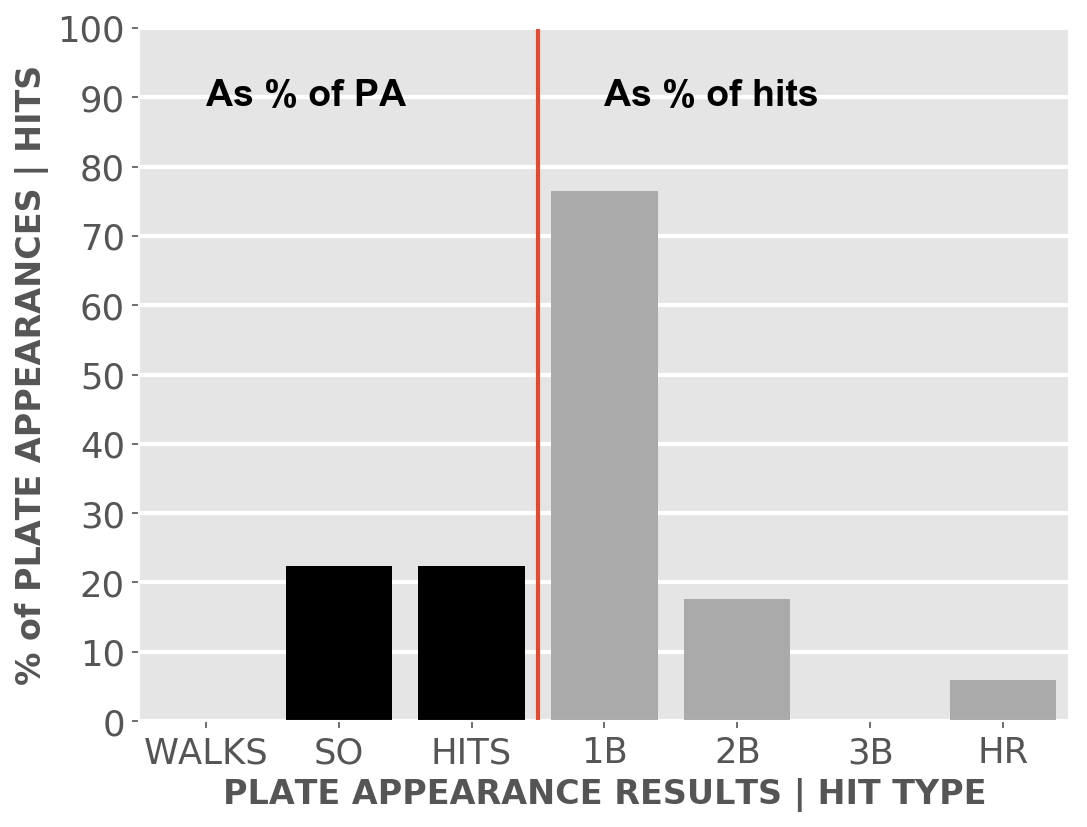 % of PLATE APPEARANCES | HITS
100
90
80
70
60
50
40
30
20
10
0
As % of PA
As % of hits
WALKS SO HITS 1B 2B 3B HR
PLATE APPEARANCE RESULTS | HIT TYPE